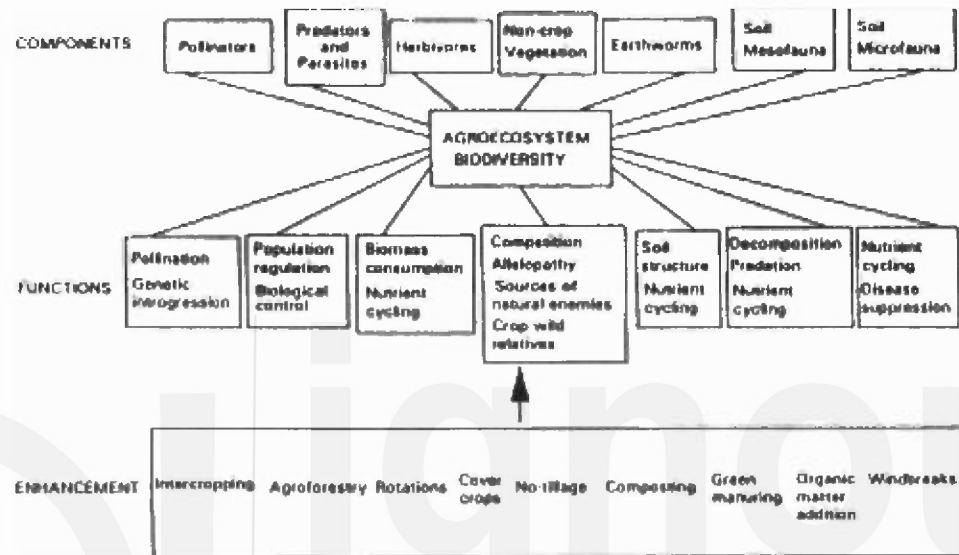 COMPONENTS
Pollinators
Predators
and
Parasites
Herbivores
Non-crop
Vegetation
Earthworms
Soil
Mesofauna
Soil
Microfauna
AGROECOSYSTEM
BIODIVERSITY
FUNCTIONS
Pollination
Genetic
introgression
Population
regulation
Biological
control
Biomass
consumption
Nutrient
cycling
Composition
Allelopathy
Sources of
natural enemies
Crop wild
relatives
Soil
structure
Nutrient
cycling
Decomposition
Predation
Nutrient
cycling
Nutrient
cycling
Disease
suppression
ENHANCEMENT
Intercropping
Agroforestry
Rotations
Cover
crops
No-tillage
Composting
Green
manuring
Organic
matter
addition
Windbreaks
ignou